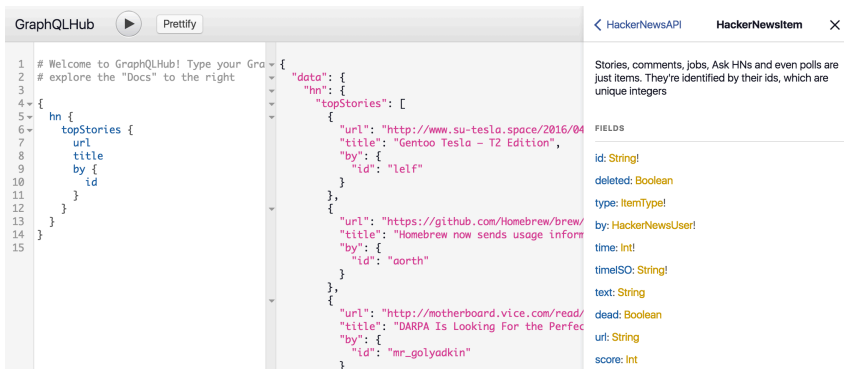 GraphQLHub
Prettify
1 # Welcome to GraphQLHub! Type your Gra
2 # explore the "Docs" to the right
3
4 {
5 hn {
6 topStories {
7 url
8 title
9 by {
10 id
11 }
12 }
13 }
14 }
15
{
"data": {
"hn": {
"topStories": [
{
"url": "http://www.su-tesla.space/2016/04
"title": "Gentoo Tesla – T2 Edition",
"by": {
"id": "lelf"
}
},
{
"url": "https://github.com/Homebrew/brew/
"title": "Homebrew now sends usage inform
"by": {
"id": "aorth"
}
},
{
"url": "http://motherboard.vice.com/read/
"title": "DARPA Is Looking For the Perfec
"by": {
"id": "mr_golyadkin"
}
HackerNewsAPI
HackerNewsItem
Stories, comments, jobs, Ask HNs and even polls are
just items. They're identified by their ids, which are
unique integers
FIELDS
id: String!
deleted: Boolean
type: ItemType!
by: HackerNewsUser!
time: Int!
timeISO: String!
text: String
dead: Boolean
url: String
score: Int